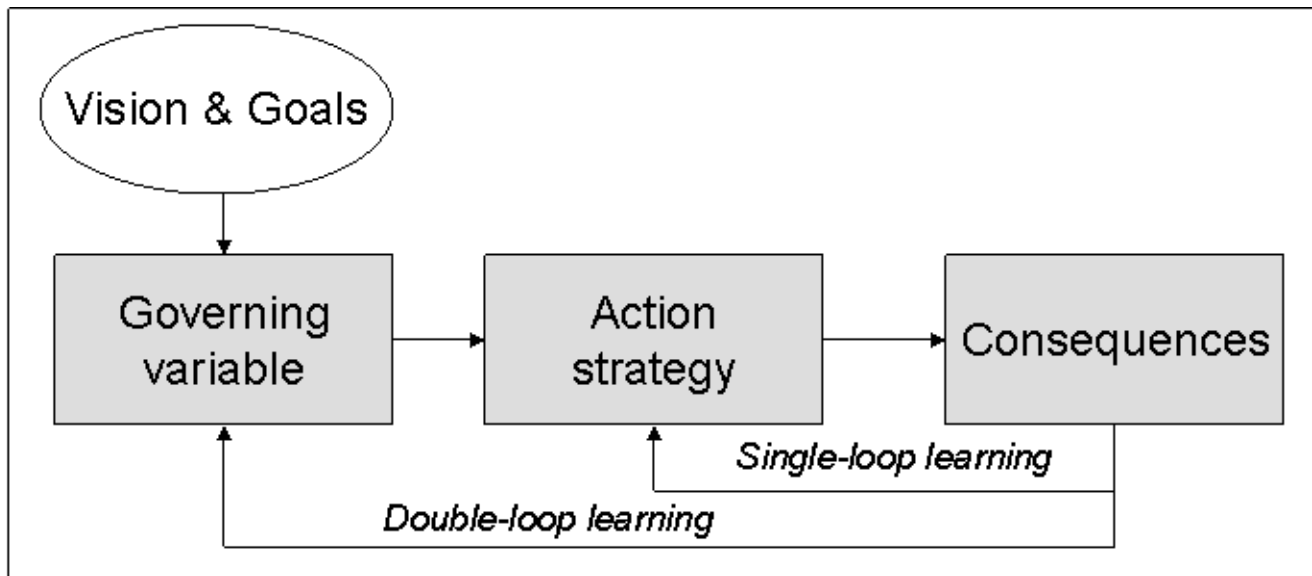 Vision & Goals
Governing
variable
Action
strategy
Consequences
Single-loop learning
Double-loop learning